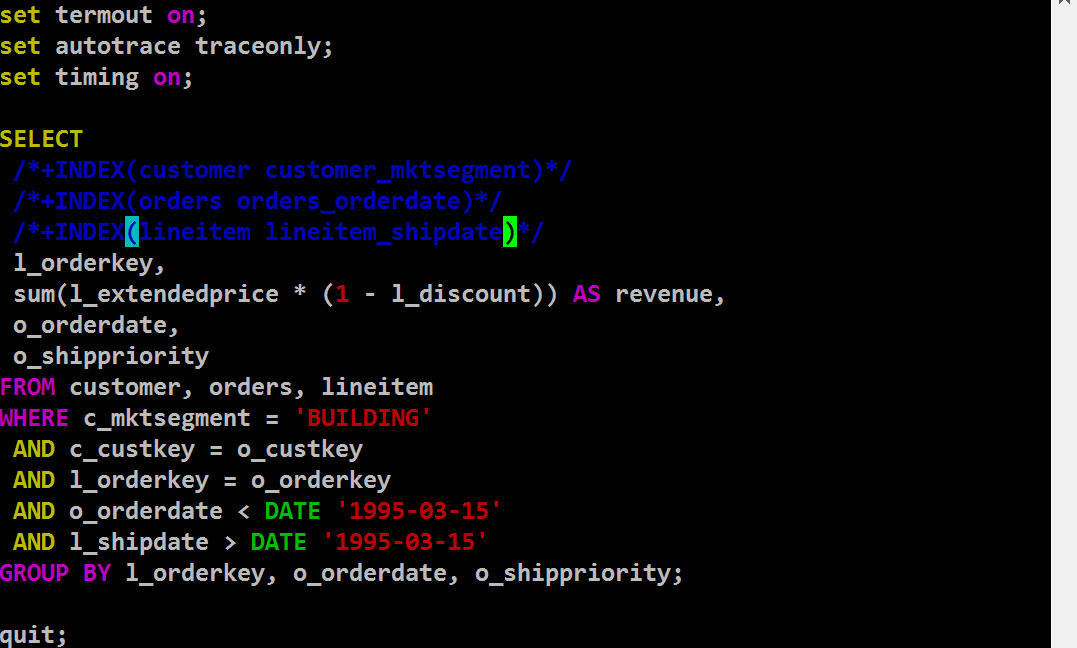 set termout on;
set autotrace traceonly;
set timing on;
SELECT
/*+INDEX(customer customer_mktsegment)*/
/*+INDEX(orders orders_orderdate)*/
/*+INDEX(lineitem lineitem_shipdate)*/
l_orderkey,
sum(l_extendedprice * (1 - l_discount)) AS revenue,
o_orderdate,
o_shippriority
FROM customer, orders, lineitem
WHERE c_mktsegment = 'BUILDING'
AND c_custkey = o_custkey
AND l_orderkey = o_orderkey
AND o_orderdate < DATE '1995-03-15'
AND l_shipdate > DATE '1995-03-15'
GROUP BY l_orderkey, o_orderdate, o_shippriority;
quit;